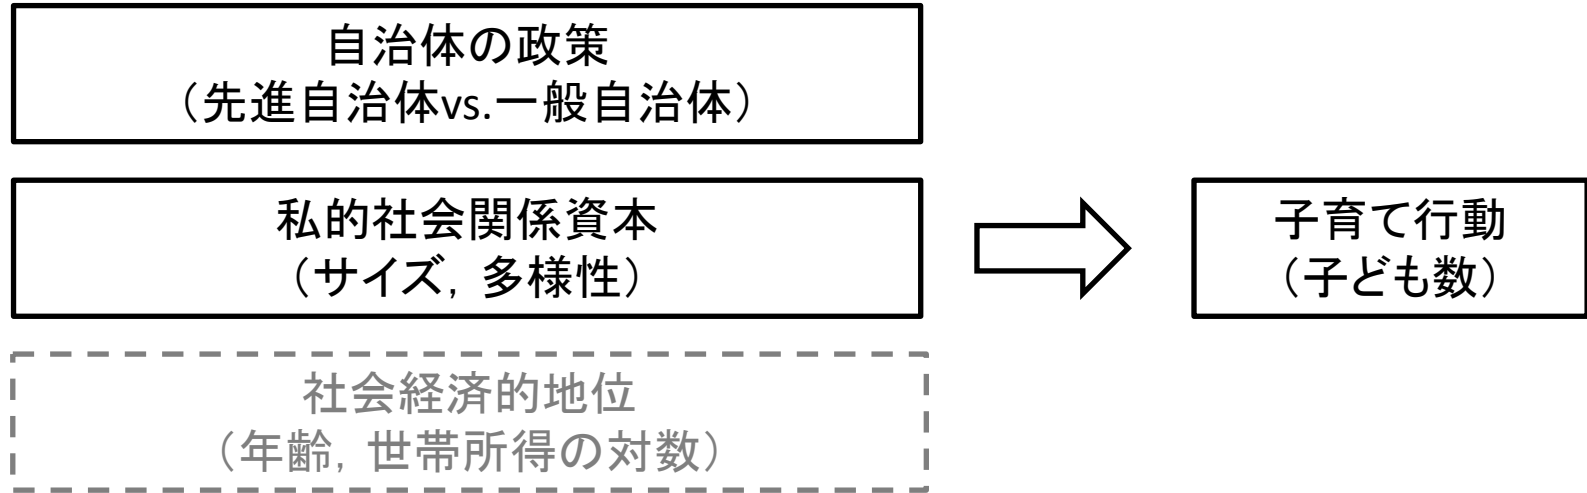 自治体の政策
（先進自治体vs.一般自治体）
私的社会関係資本
（サイズ，多様性）
子育て行動
（子ども数）
社会経済的地位
（年齢，世帯所得の対数）